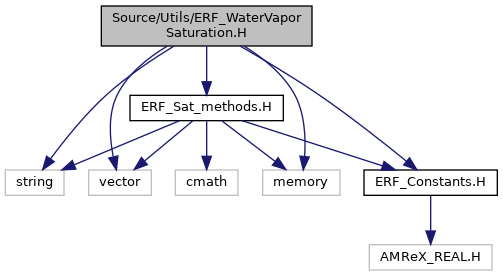 Source/Utils/ERF_WaterVapor
Saturation.H
ERF_Sat_methods.H
string
vector
cmath
memory
ERF_Constants.H
AMReX_REAL.H